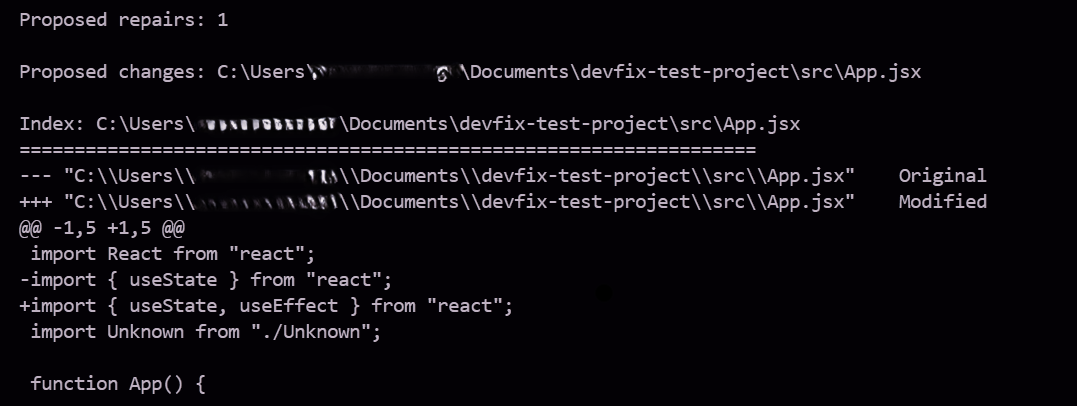 Proposed repairs: 1
Proposed changes: C:\Users\ \Documents\devfix-test-project\src\App.jsx
Index: C:\Users\ \Documents\devfix-test-project\src\App.jsx
===================================================================
--- "C:\\Users\\ \\Documents\\devfix-test-project\\src\\App.jsx"    Original
+++ "C:\\Users\\ \\Documents\\devfix-test-project\\src\\App.jsx"    Modified
@@ -1,5 +1,5 @@
 import React from "react";
-import { useState } from "react";
+import { useState, useEffect } from "react";
 import Unknown from "./Unknown";
 function App() {